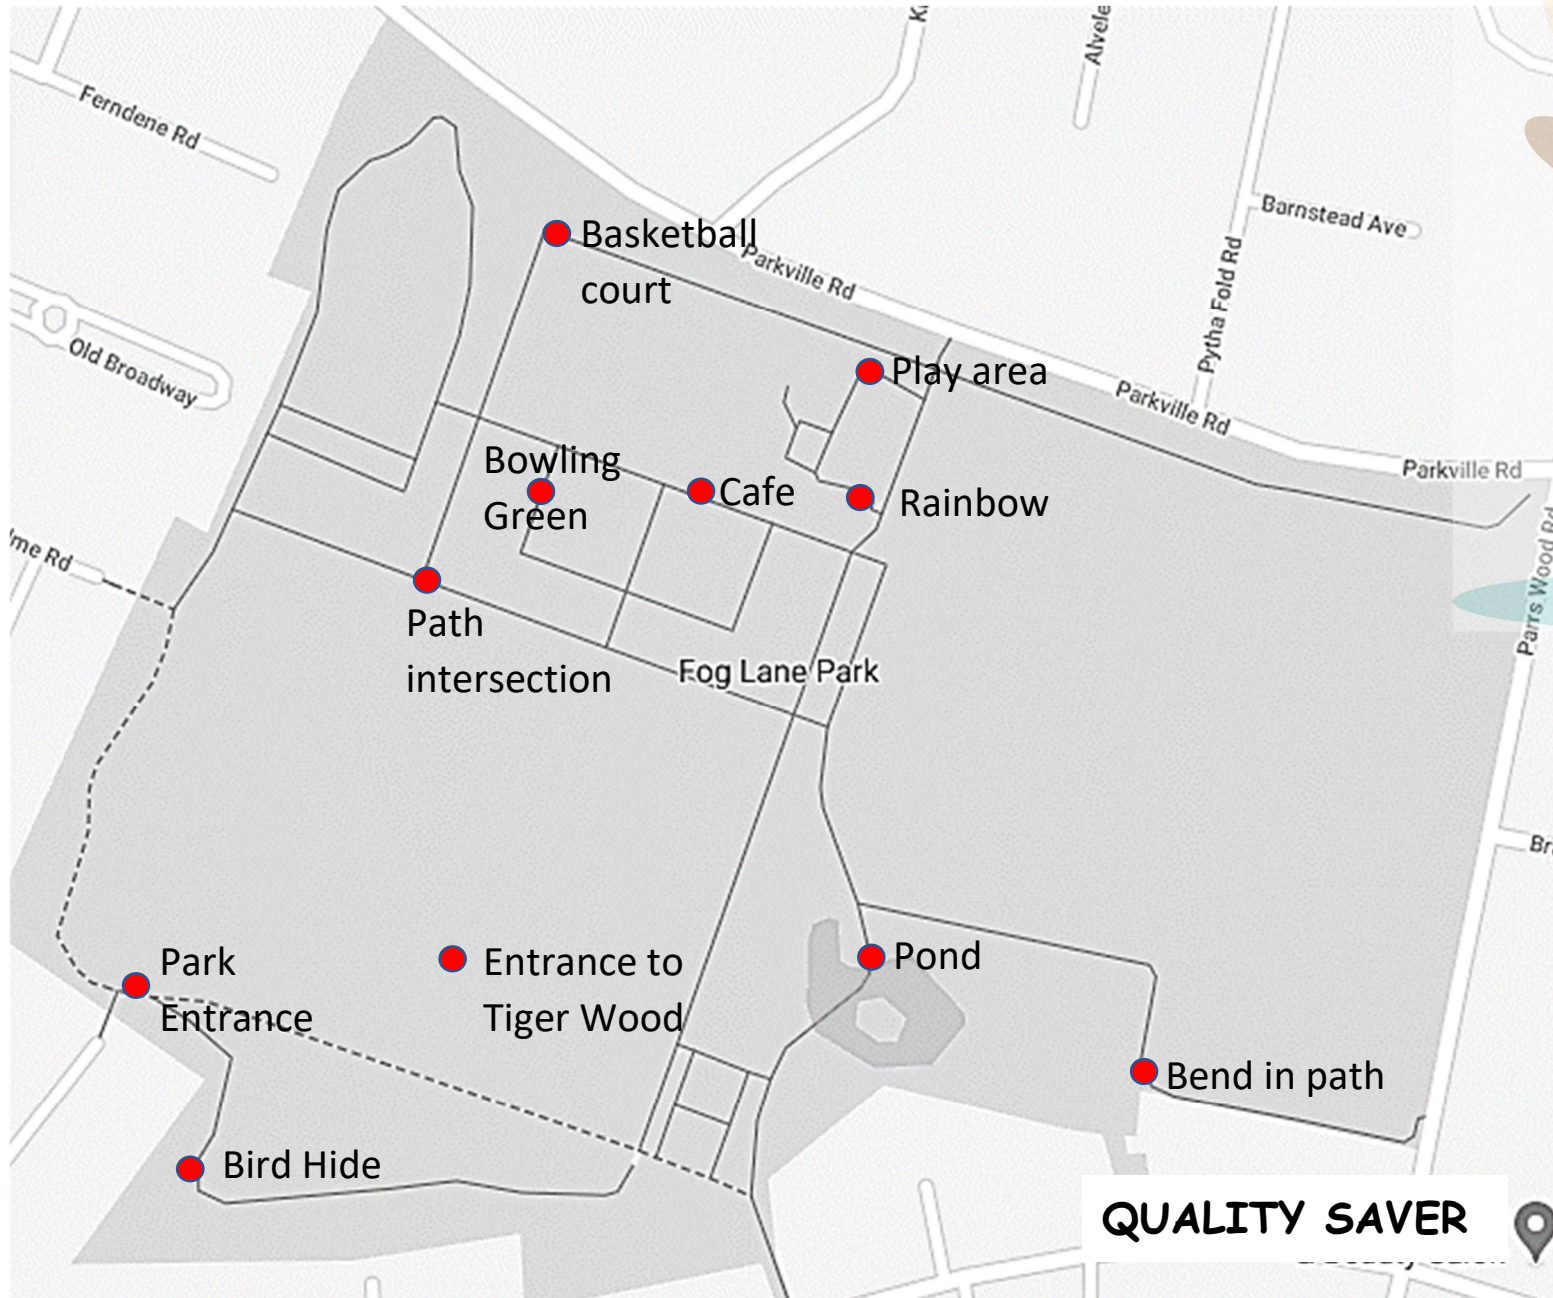 Ferndene Rd
Barnstead Ave
Basketball
court
Parkville Rd
Pytha Fold Rd
Old Broadway
Play area
Parkville Rd
Bowling
Green
Cafe
Rainbow
Parkville Rd
Path
intersection
Fog Lane Park
Parrs Wood Rd
Park
Entrance
Entrance to
Tiger Wood
Pond
Bend in path
Bird Hide
QUALITY SAVER